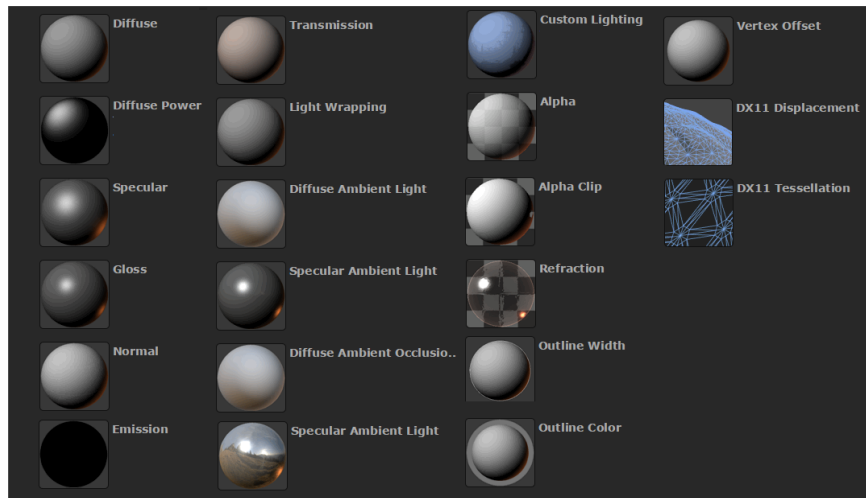 Diffuse
Diffuse Power
Specular
Gloss
Normal
Emission
Transmission
Light Wrapping
Diffuse Ambient Light
Specular Ambient Light
Diffuse Ambient Occlusio..
Specular Ambient Light
Custom Lighting
Alpha
Alpha Clip
Refraction
Outline Width
Outline Color
Vertex Offset
DX11 Displacement
DX11 Tessellation